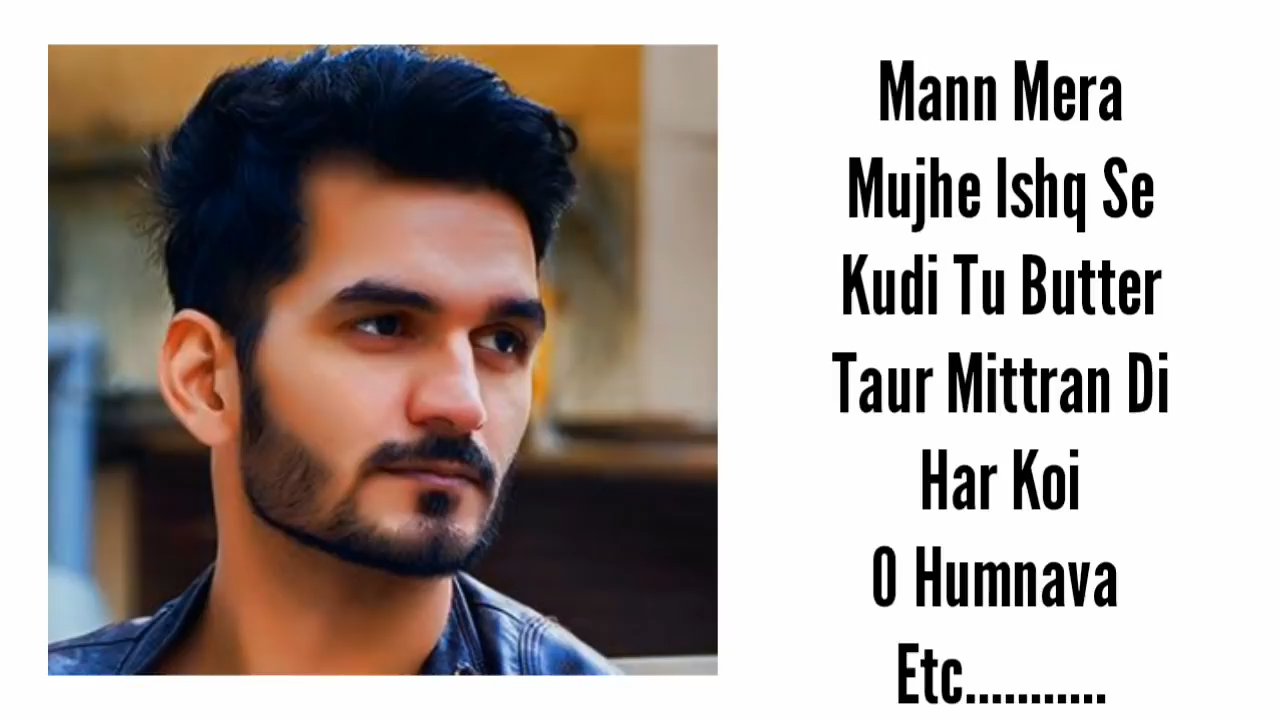 Mann Mera
Mujhe Ishq Se
Kudi Tu Butter
Taur Mittran Di
Har Koi
O Humnava
Etc...........